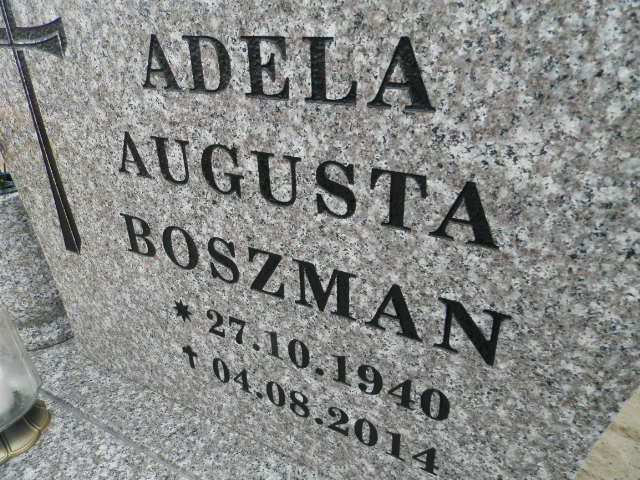 ADELA
AUGUSTA
BOSZMAN
* 27.10.1940
✝ 04.08.2014